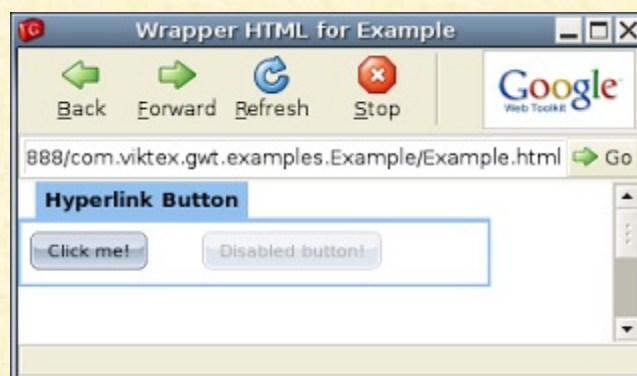 Wrapper HTML for Example
Back Forward Refresh Stop
Google
Web Toolkit
888/com.viktex.gwt.examples.Example/Example.html Go
Hyperlink Button
Click me! Disabled button!